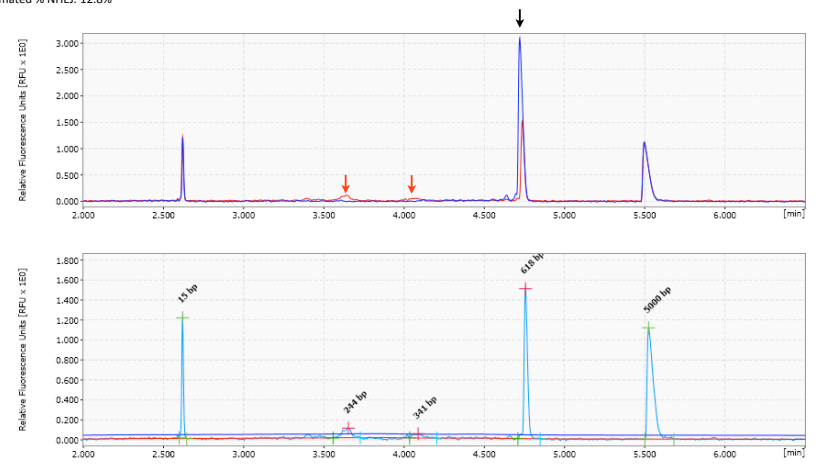 % NHEJ: 12.8%
Relative Fluorescence Units [RFU x 1E0]
3.000
2.500
2.000
1.500
1.000
0.500
0.000
2.000 2.500 3.000 3.500 4.000 4.500 5.000 5.500 6.000 [min]
Relative Fluorescence Units [RFU x 1E0]
1.800
1.600
1.400
1.200
1.000
0.800
0.600
0.400
0.200
0.000
15 bp
244 bp
341 bp
618 bp
5000 bp
2.000 2.500 3.000 3.500 4.000 4.500 5.000 5.500 6.000 [min]